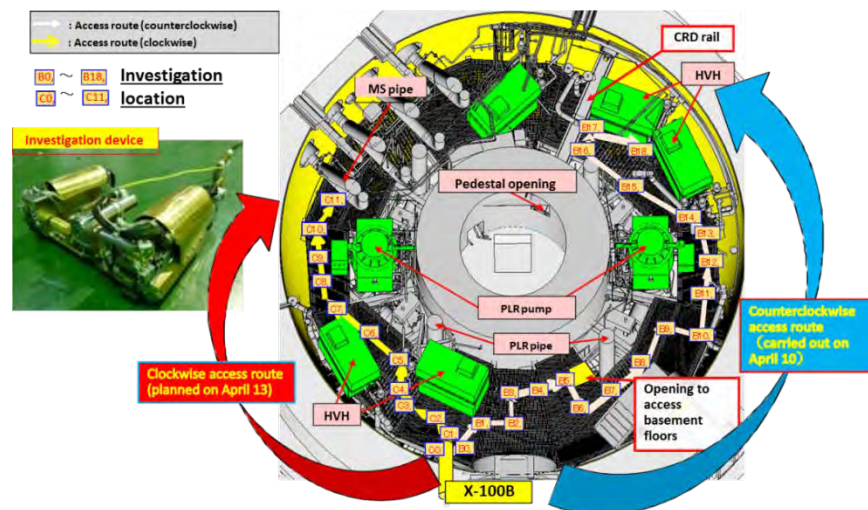 : Access route (counterclockwise)
: Access route (clockwise)
B0, ～ B18, Investigation
C0, ～ C11, location
Investigation device
MS pipe
CRD rail
HVH
B17,
B16,
B18,
B15,
Pedestal opening
C11,
C10,
C9,
C8,
C7,
C6,
C5,
C4,
C3,
C2,
C1,
C0,
B14,
B13,
B12,
B11,
B10,
B9,
B8,
B7,
B6,
B5,
B4,
B3,
B2,
B1,
B0,
PLR pump
PLR pipe
Counterclockwise
access route
(carried out on
April 10)
Clockwise access route
(planned on April 13)
HVH
Opening to
access
basement
floors
X-100B